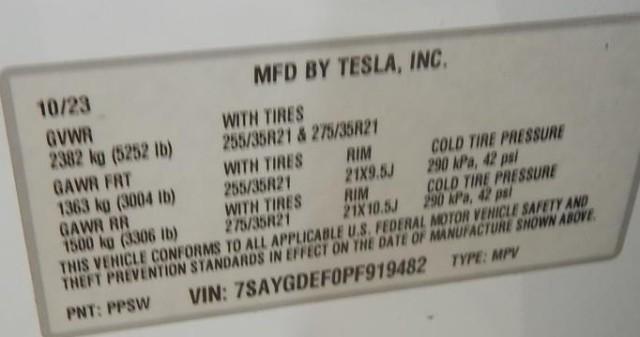 MFD BY TESLA, INC.
10/23
GVWR WITH TIRES
2382 kg (5252 lb) 255/35R21 & 275/35R21
GAWR FRT WITH TIRES RIM COLD TIRE PRESSURE
1363 kg (3004 lb) 255/35R21 21X9.5J 290 kPa, 42 psi
GAWR RR WITH TIRES RIM COLD TIRE PRESSURE
1500 kg (3306 lb) 275/35R21 21X10.5J 290 kPa, 42 psi
THIS VEHICLE CONFORMS TO ALL APPLICABLE U.S. FEDERAL MOTOR VEHICLE SAFETY AND
THEFT PREVENTION STANDARDS IN EFFECT ON THE DATE OF MANUFACTURE SHOWN ABOVE.
PNT: PPSW VIN: 7SAYGDEF0PF919482 TYPE: MPV